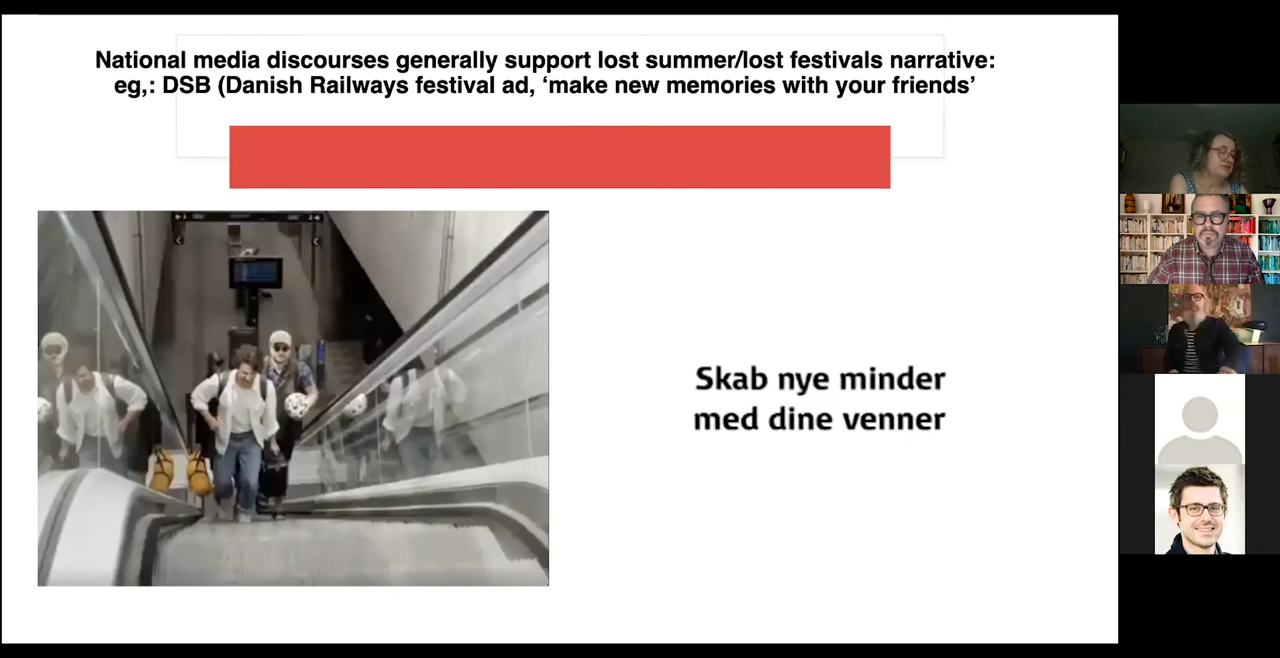 National media discourses generally support lost summer/lost festivals narrative:
eg,: DSB (Danish Railways festival ad, ‘make new memories with your friends’
Skab nye minder
med dine venner